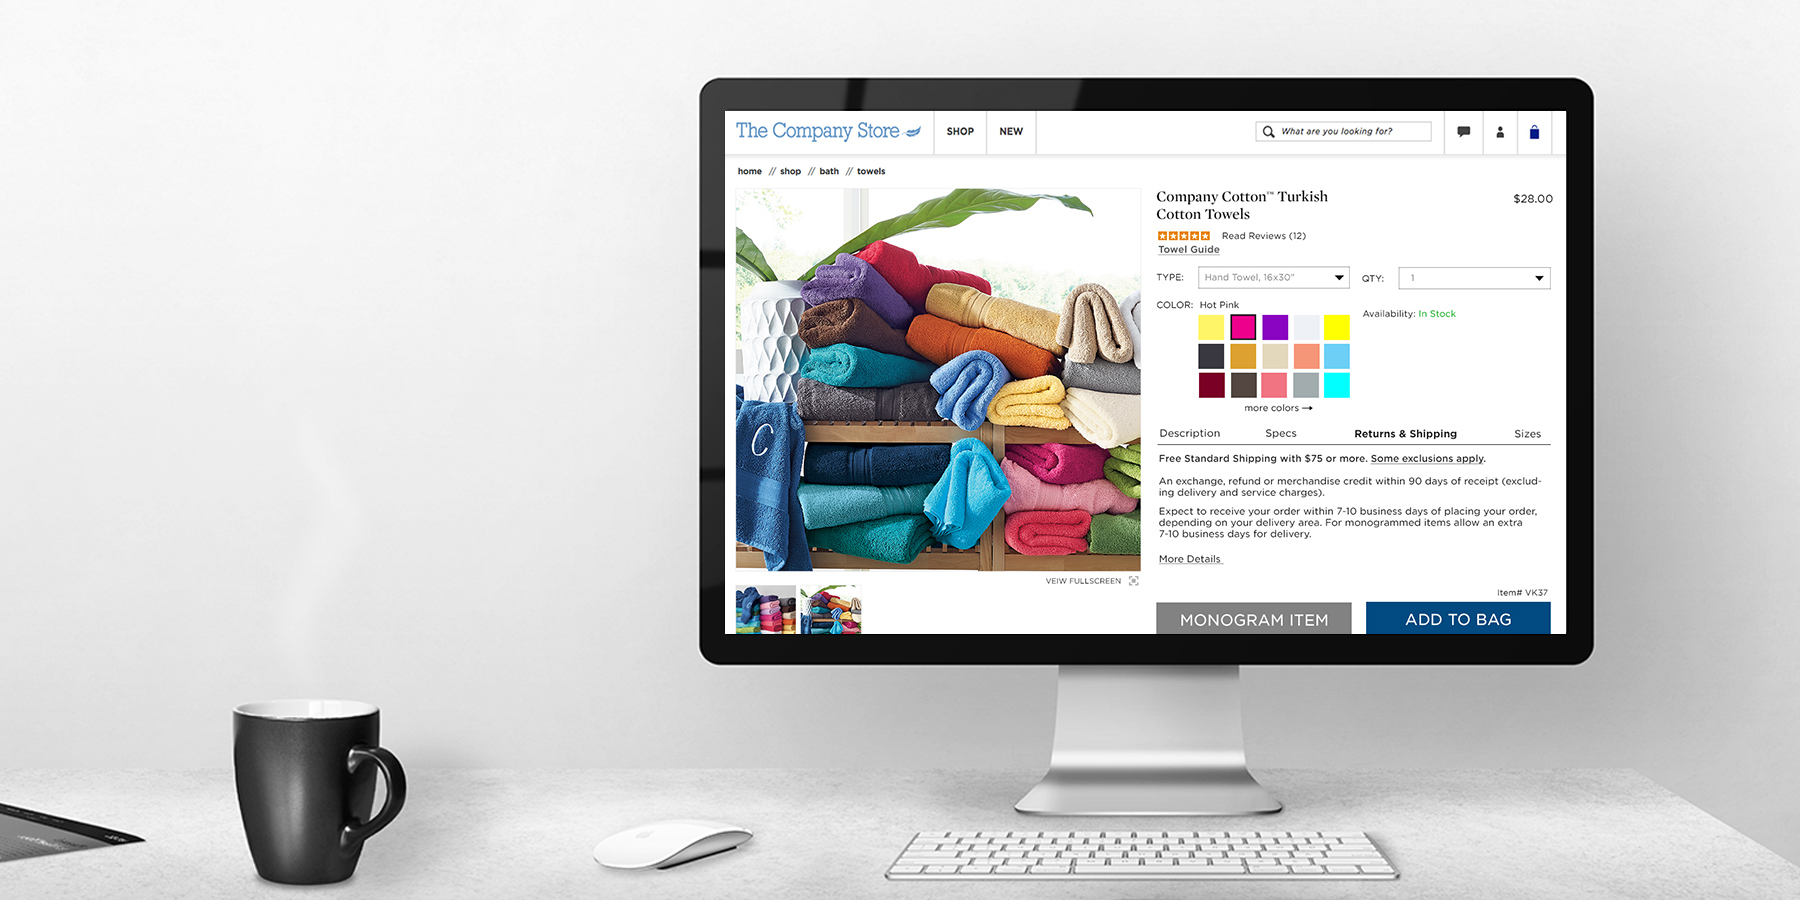 The Company Store
SHOP
NEW
What are you looking for?
home // shop // bath // towels
Company Cotton™ Turkish
Cotton Towels
$28.00
Read Reviews (12)
Towel Guide
TYPE: Hand Towel, 16x30"
QTY: 1
COLOR: Hot Pink
Availability: In Stock
more colors
C
Description
Specs
Returns & Shipping
Sizes
Free Standard Shipping with $75 or more. Some exclusions apply.
An exchange, refund or merchandise credit within 90 days of receipt (exclud-
ing delivery and service charges).
Expect to receive your order within 7-10 business days of placing your order,
depending on your delivery area. For monogrammed items allow an extra
7-10 business days for delivery.
More Details
VEIW FULLSCREEN
Item# VK37
MONOGRAM ITEM
ADD TO BAG